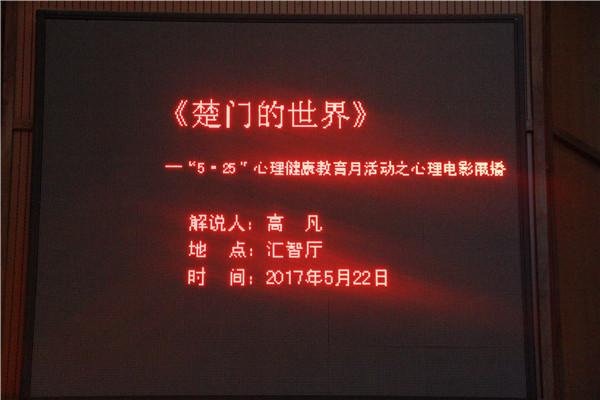 《楚门的世界》
—“5·25”心理健康教育月活动之心理电影展播
解说人：高 凡
地 点：汇智厅
时 间：2017年5月22日